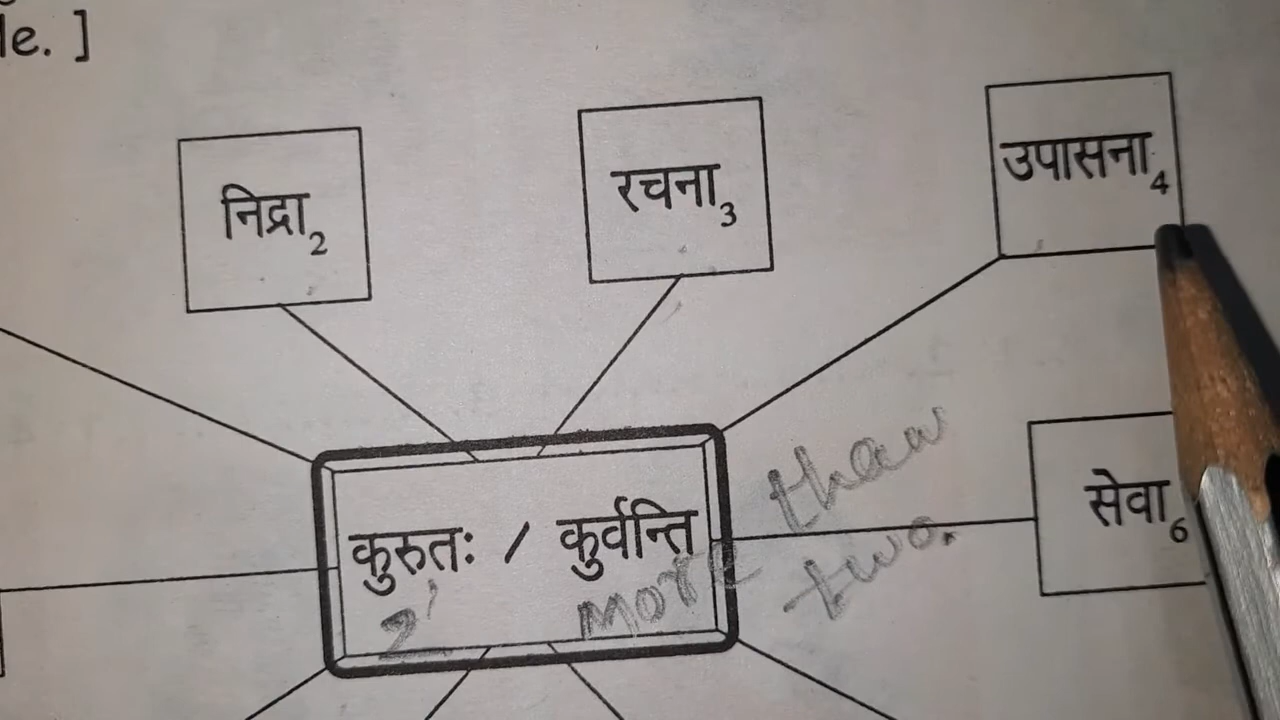 le. ]
निद्रा2
रचना3
उपासना4
सेवा6
कुरुतः / कुर्वन्ति
2 more than two.